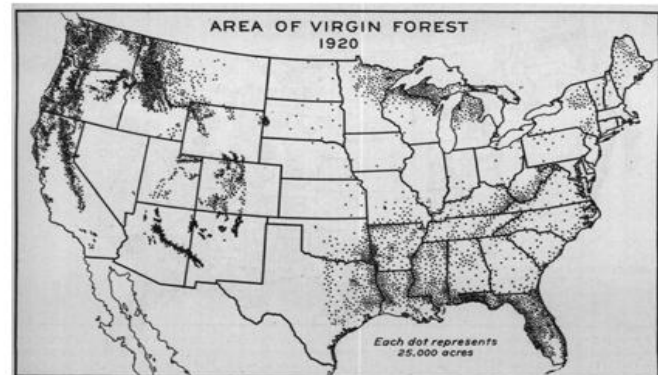 AREA OF VIRGIN FOREST
1920
Each dot represents
25,000 acres